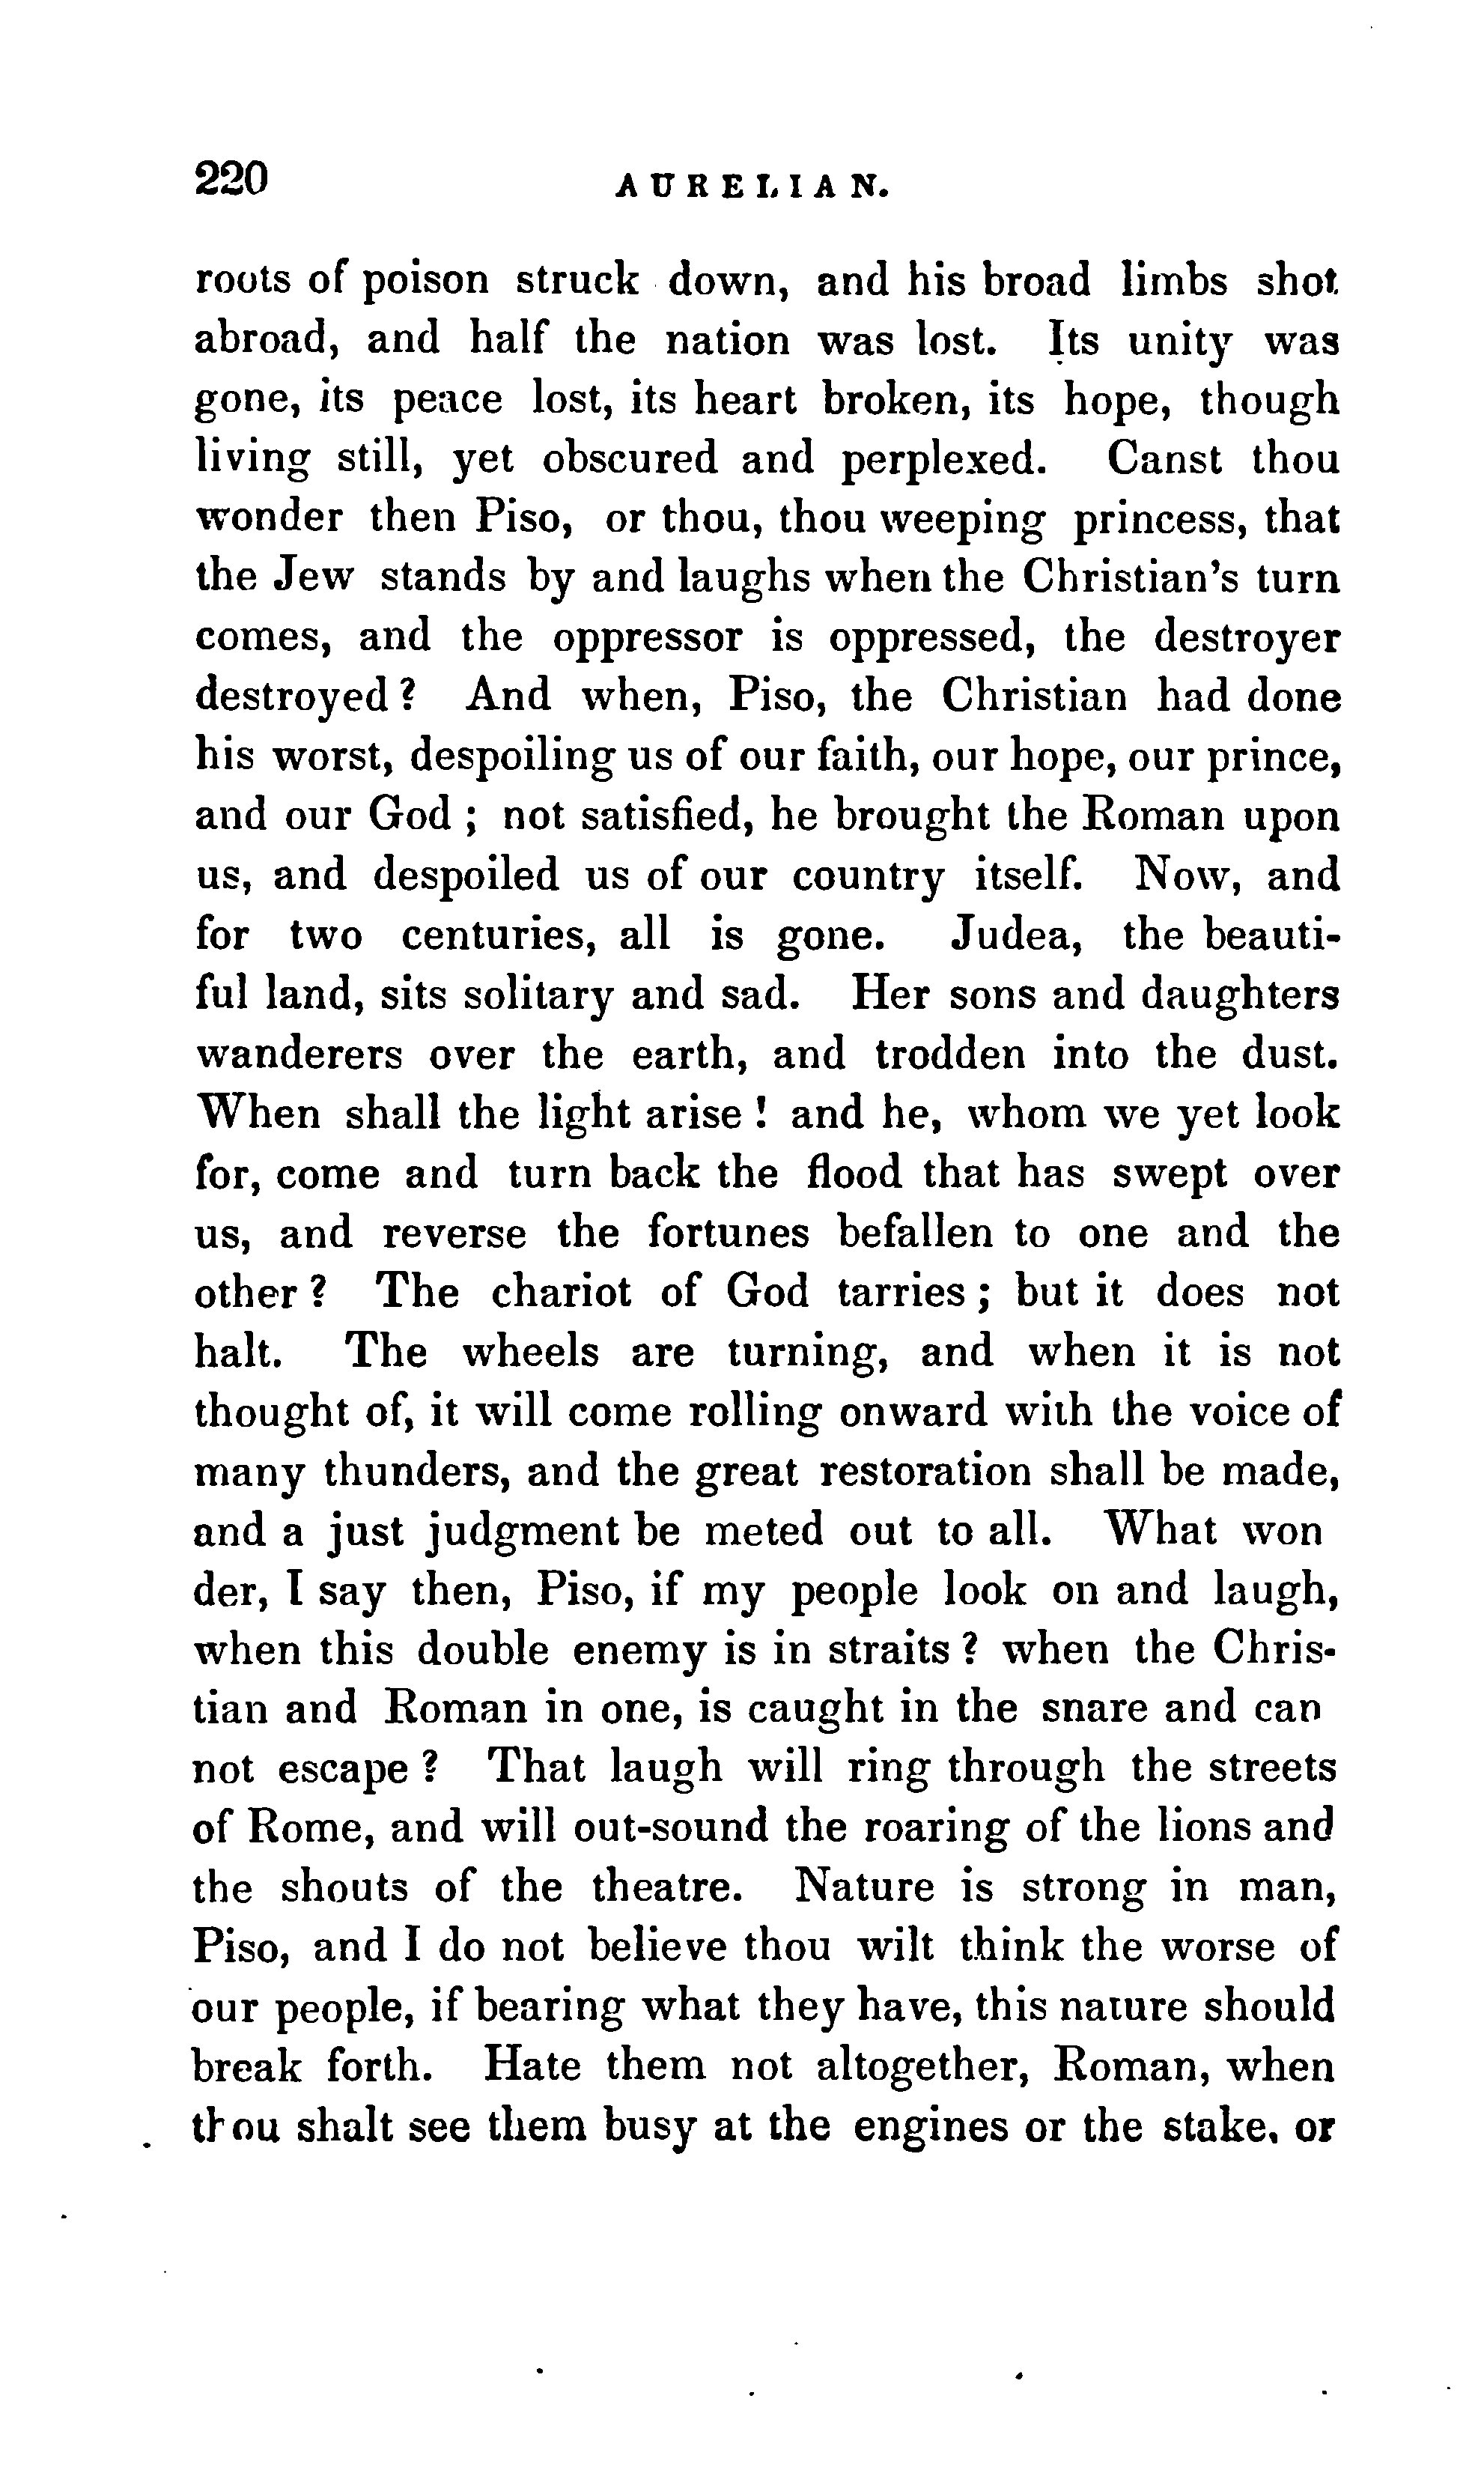 220 AURELIAN.
roots of poison struck down, and his broad limbs shot
abroad, and half the nation was lost. Its unity was
gone, its peace lost, its heart broken, its hope, though
living still, yet obscured and perplexed. Canst thou
wonder then Piso, or thou, thou weeping princess, that
the Jew stands by and laughs when the Christian's turn
comes, and the oppressor is oppressed, the destroyer
destroyed? And when, Piso, the Christian had done
his worst, despoiling us of our faith, our hope, our prince,
and our God; not satisfied, he brought the Roman upon
us, and despoiled us of our country itself. Now, and
for two centuries, all is gone. Judea, the beauti-
ful land, sits solitary and sad. Her sons and daughters
wanderers over the earth, and trodden into the dust.
When shall the light arise! and he, whom we yet look
for, come and turn back the flood that has swept over
us, and reverse the fortunes befallen to one and the
other? The chariot of God tarries; but it does not
halt. The wheels are turning, and when it is not
thought of, it will come rolling onward with the voice of
many thunders, and the great restoration shall be made,
and a just judgment be meted out to all. What won
der, I say then, Piso, if my people look on and laugh,
when this double enemy is in straits? when the Chris-
tian and Roman in one, is caught in the snare and can
not escape? That laugh will ring through the streets
of Rome, and will out-sound the roaring of the lions and
the shouts of the theatre. Nature is strong in man,
Piso, and I do not believe thou wilt think the worse of
our people, if bearing what they have, this nature should
break forth. Hate them not altogether, Roman, when
thou shalt see them busy at the engines or the stake, or